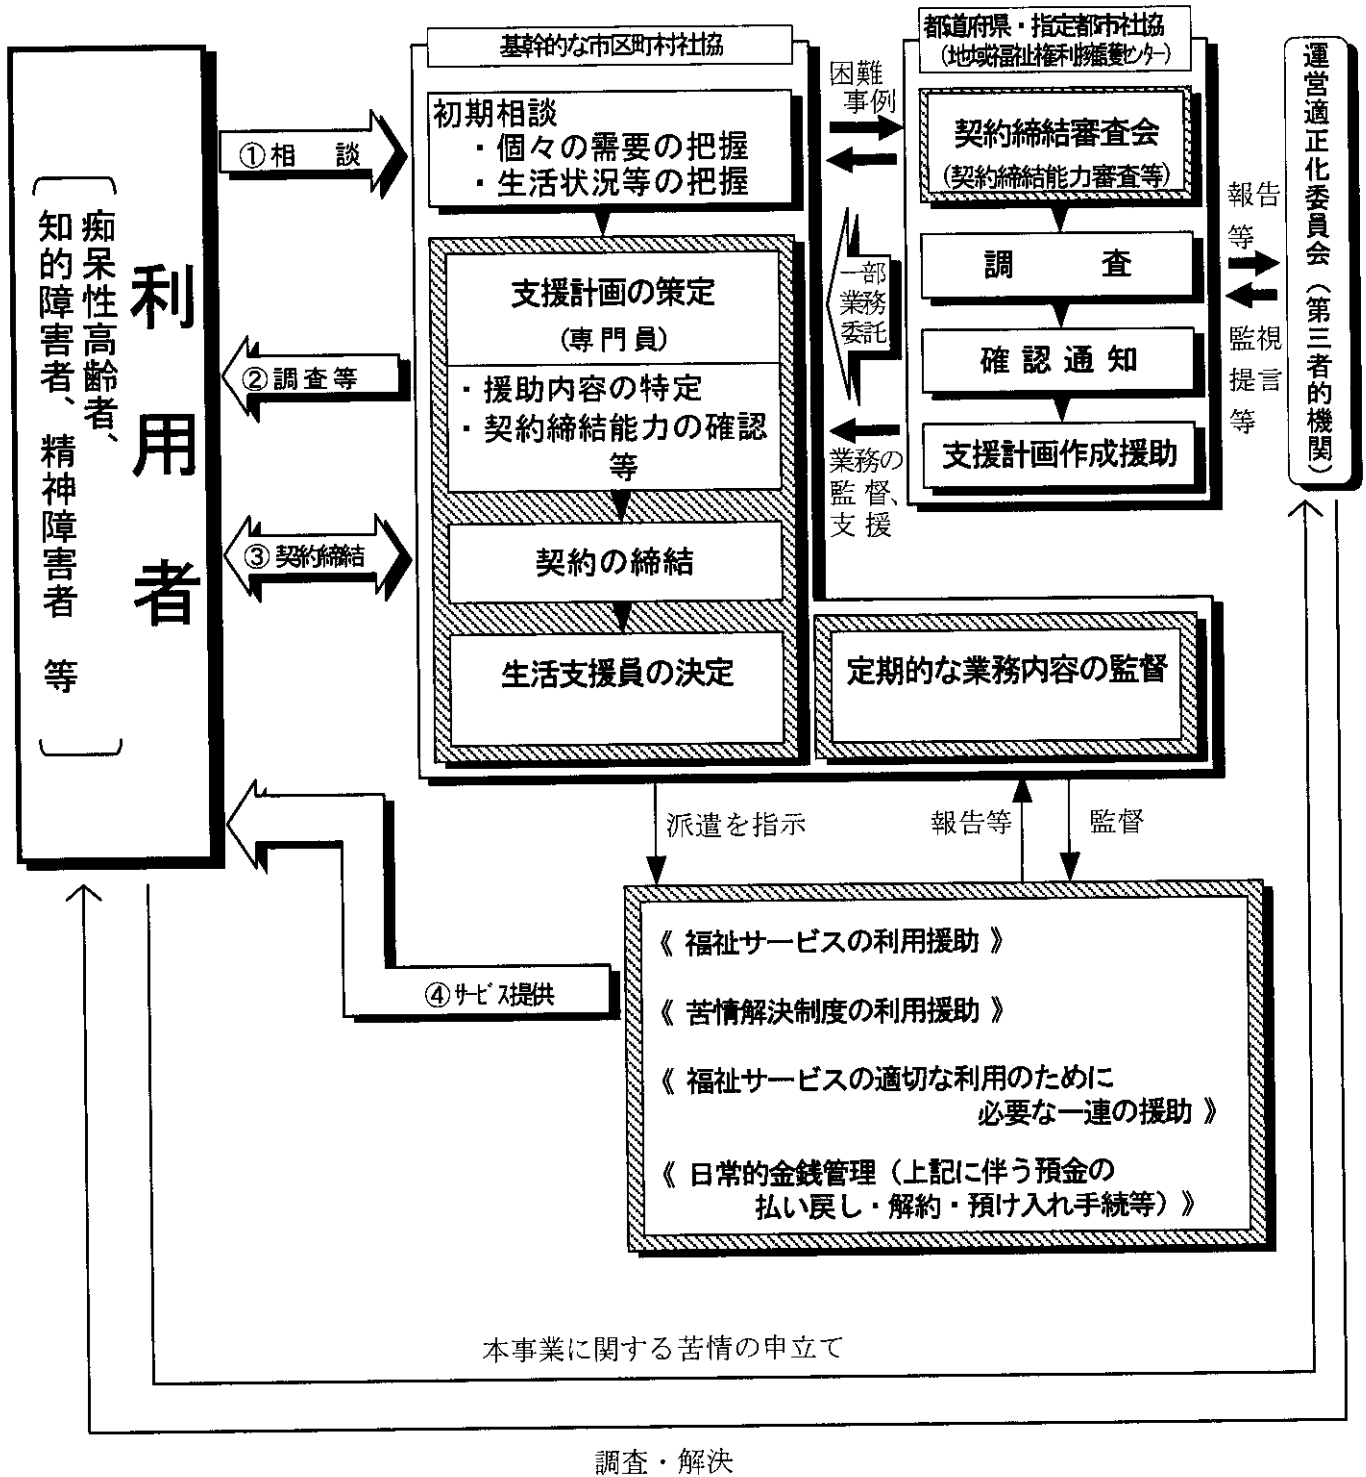 利用者
痴呆性高齢者、
知的障害者、精神障害者 等
①相 談
②調査等
③契約締結
④サービス提供
基幹的な市区町村社協
初期相談
・個々の需要の把握
・生活状況等の把握
支援計画の策定
(専門員)
・援助内容の特定
・契約締結能力の確認
等
契約の締結
生活支援員の決定
定期的な業務内容の監督
困難
事例
一部
業務
委託
業務の
監督、
支援
都道府県・指定都市社協
(地域福祉権利擁護センター)
契約締結審査会
(契約締結能力審査等)
調 査
確認通知
支援計画作成援助
報告
等
監視
提言
等
運営適正化委員会(第三者的機関)
派遣を指示
報告等
監督
《 福祉サービスの利用援助 》
《 苦情解決制度の利用援助 》
《 福祉サービスの適切な利用のために
必要な一連の援助 》
《 日常的金銭管理(上記に伴う預金の
払い戻し・解約・預け入れ手続等)》
本事業に関する苦情の申立て
調査・解決